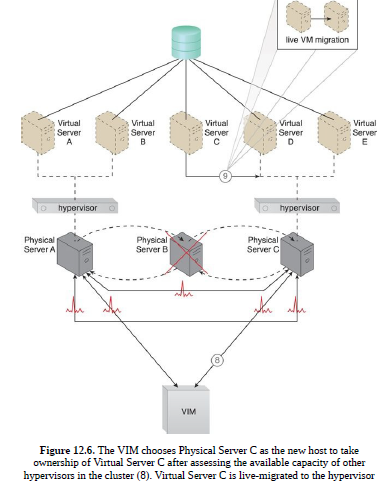 live VM migration
Virtual
Server
A
Virtual
Server
B
Virtual
Server
C
Virtual
Server
D
Virtual
Server
E
9
hypervisor
hypervisor
Physical
Server A
Physical
Server B
Physical
Server C
8
VIM
Figure 12.6. The VIM chooses Physical Server C as the new host to take
ownership of Virtual Server C after assessing the available capacity of other
hypervisors in the cluster (8). Virtual Server C is live-migrated to the hypervisor